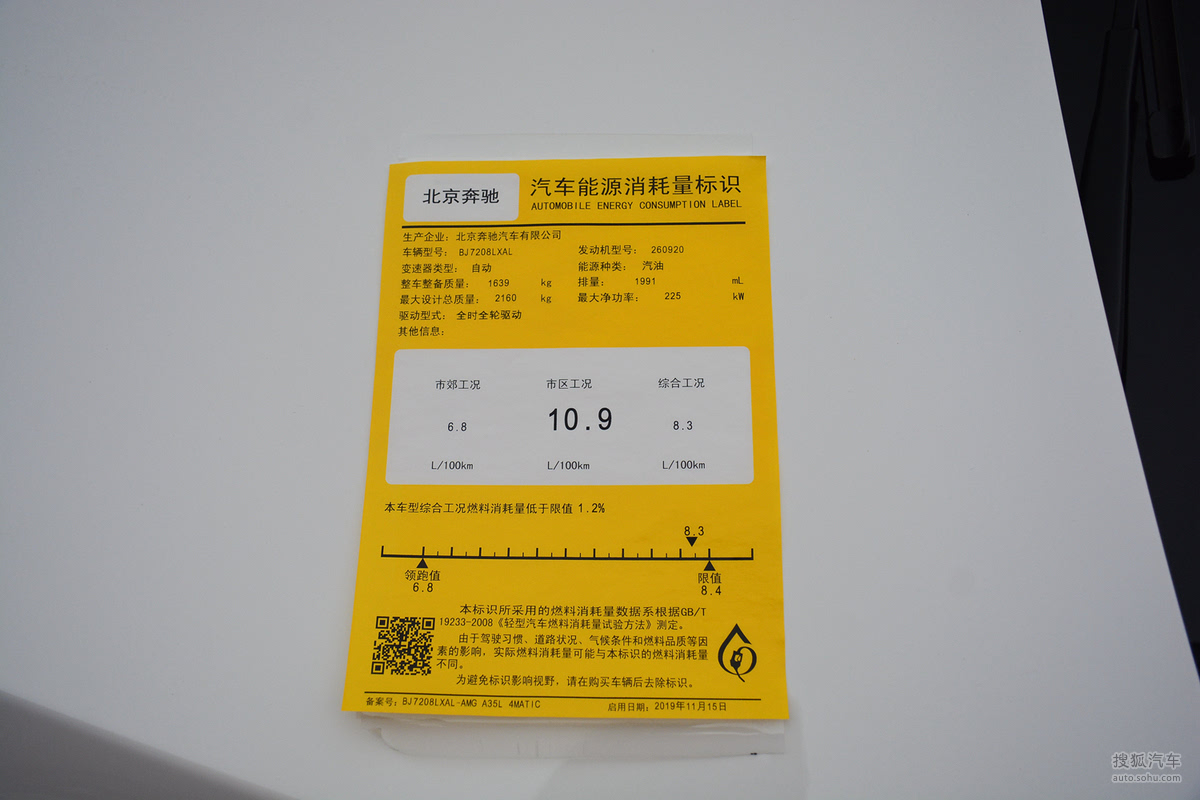 北京奔驰
汽车能源消耗量标识
AUTOMOBILE ENERGY CONSUMPTION LABEL
生产企业：北京奔驰汽车有限公司
车辆型号：BJ7208LXAL 发动机型号：260920
变速器类型：自动 能源种类：汽油
整车整备质量：1639 kg 排量：1991 mL
最大设计总质量：2160 kg 最大净功率：225 kW
驱动型式：全时全轮驱动
其他信息：
市郊工况 市区工况 综合工况
6.8 10.9 8.3
L/100km L/100km L/100km
本车型综合工况燃料消耗量低于限值 1.2%
8.3
领跑值 限值
6.8 8.4
本标识所采用的燃料消耗量数据系根据GB/T
19233-2008《轻型汽车燃料消耗量试验方法》测定。
由于驾驶习惯、道路状况、气候条件和燃料品质等因
素的影响，实际燃料消耗量可能与本标识的燃料消耗量
不同。
为避免标识影响视野，请在购买车辆后去除标识。
备案号：BJ7208LXAL-AMG A35L 4MATIC 启用日期：2019年11月15日
搜狐汽车
auto.sohu.com